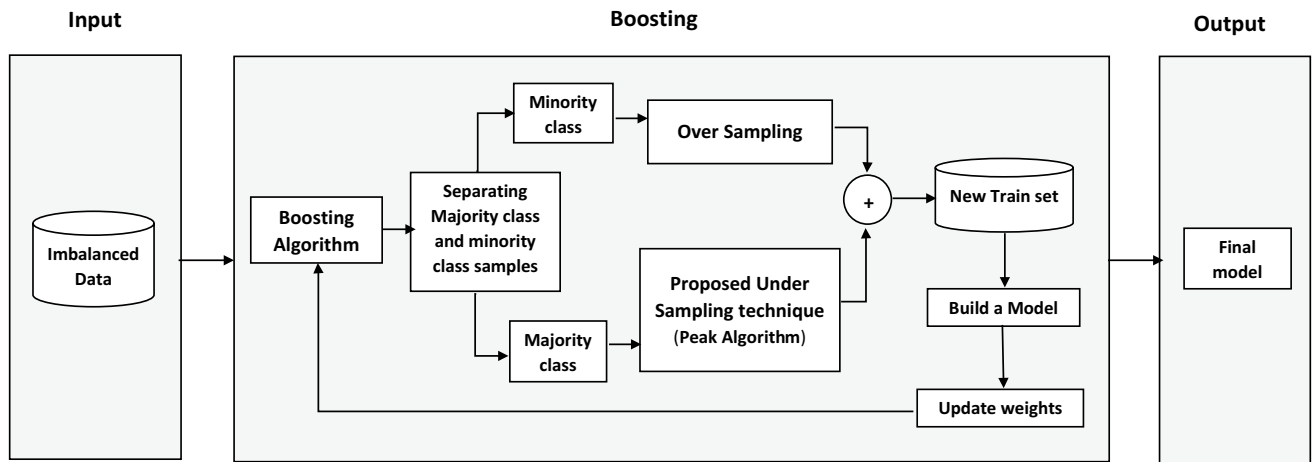 Input
Boosting
Output
Imbalanced
Data
Boosting
Algorithm
Separating
Majority class
and minority
class samples
Minority
class
Over Sampling
Majority
class
Proposed Under
Sampling technique
(Peak Algorithm)
+
New Train set
Build a Model
Update weights
Final
model